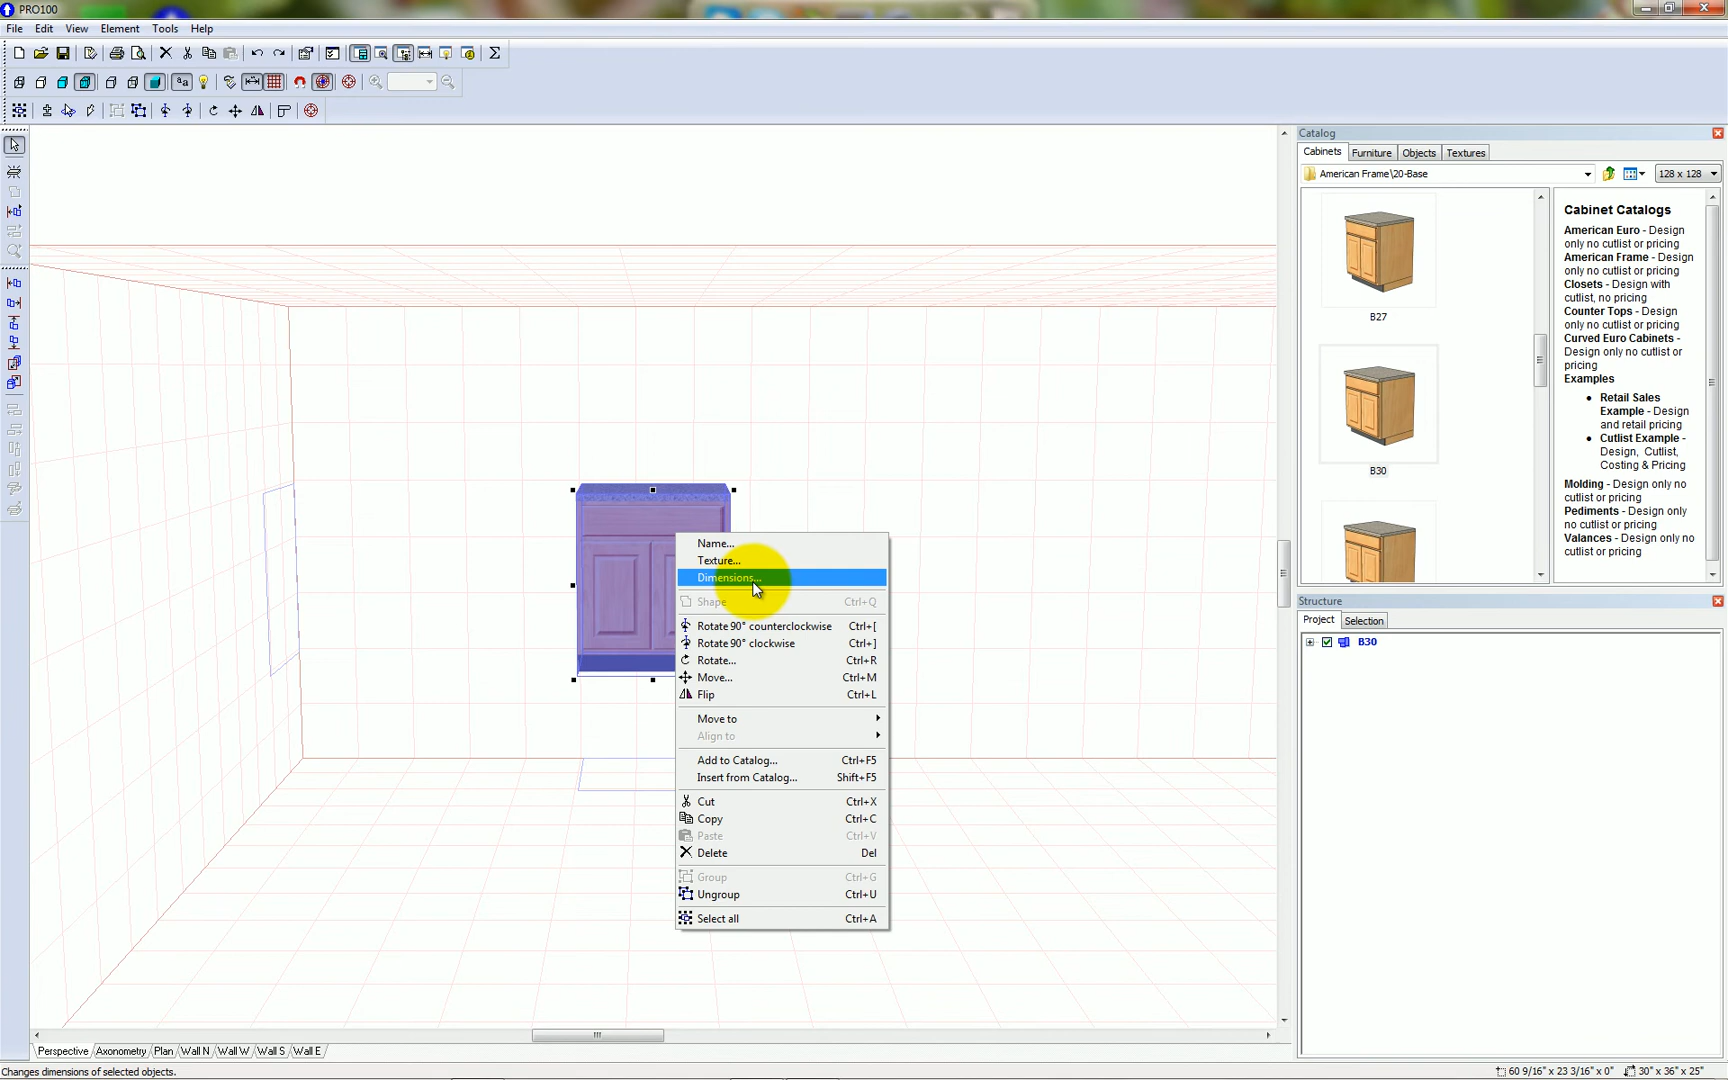 PRO100
File Edit View Element Tools Help
Catalog
Cabinets Furniture Objects Textures
American Frame\20-Base
128 x 128
B27
B30
Cabinet Catalogs
American Euro - Design
only no cutlist or pricing
American Frame - Design
only no cutlist or pricing
Closets - Design with
cutlist, no pricing
Counter Tops - Design
only no cutlist or pricing
Curved Euro Cabinets -
Design only no cutlist or
pricing
Examples
• Retail Sales
Example - Design
and retail pricing
• Cutlist Example -
Design, Cutlist,
Costing & Pricing
Molding - Design only no
cutlist or pricing
Pediments - Design only
no cutlist or pricing
Valances - Design only no
cutlist or pricing
Name...
Texture...
Dimensions...
Shape Ctrl+Q
Rotate 90° counterclockwise Ctrl+[
Rotate 90° clockwise Ctrl+]
Rotate... Ctrl+R
Move... Ctrl+M
Flip Ctrl+L
Move to
Align to
Add to Catalog... Ctrl+F5
Insert from Catalog... Shift+F5
Cut Ctrl+X
Copy Ctrl+C
Paste Ctrl+V
Delete Del
Group Ctrl+G
Ungroup Ctrl+U
Select all Ctrl+A
Structure
Project Selection
B30
Perspective Axonometry Plan Wall N Wall W Wall S Wall E
Changes dimensions of selected objects.
60 9/16" x 23 3/16" x 0" 30" x 36" x 25"